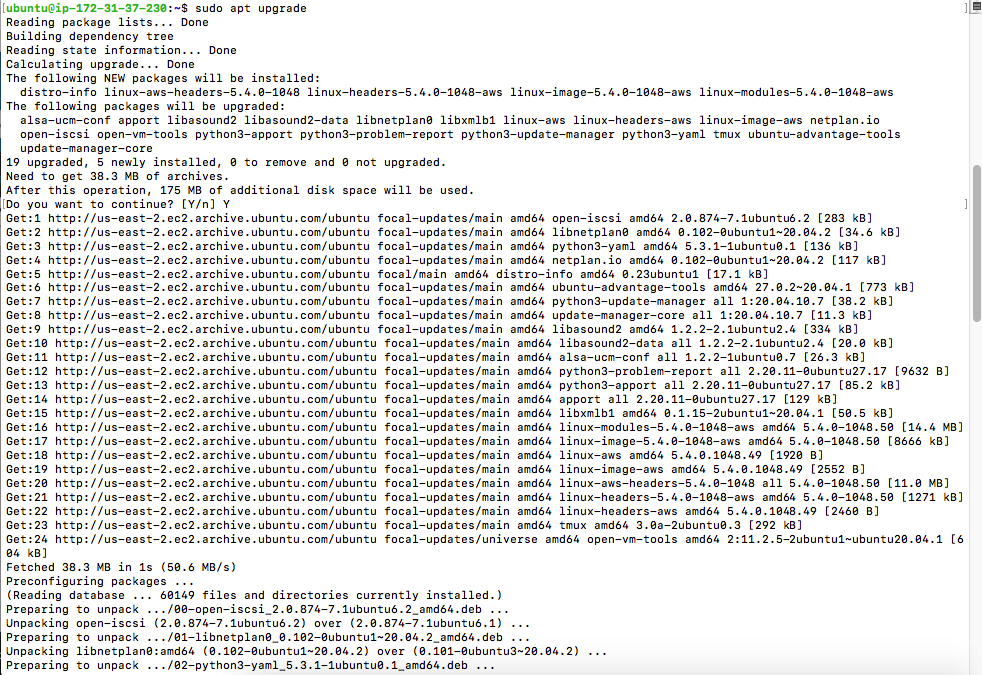 [ubuntu@ip-172-31-37-230:~$ sudo apt upgrade ]
Reading package lists... Done
Building dependency tree
Reading state information... Done
Calculating upgrade... Done
The following NEW packages will be installed:
  distro-info linux-aws-headers-5.4.0-1048 linux-headers-5.4.0-1048-aws linux-image-5.4.0-1048-aws linux-modules-5.4.0-1048-aws
The following packages will be upgraded:
  alsa-ucm-conf apport libasound2 libasound2-data libnetplan0 libxmlb1 linux-aws linux-headers-aws linux-image-aws netplan.io
  open-iscsi open-vm-tools python3-apport python3-problem-report python3-update-manager python3-yaml tmux ubuntu-advantage-tools
  update-manager-core
19 upgraded, 5 newly installed, 0 to remove and 0 not upgraded.
Need to get 38.3 MB of archives.
After this operation, 175 MB of additional disk space will be used.
[Do you want to continue? [Y/n] Y ]
Get:1 http://us-east-2.ec2.archive.ubuntu.com/ubuntu focal-updates/main amd64 open-iscsi amd64 2.0.874-7.1ubuntu6.2 [283 kB]
Get:2 http://us-east-2.ec2.archive.ubuntu.com/ubuntu focal-updates/main amd64 libnetplan0 amd64 0.102-0ubuntu1~20.04.2 [34.6 kB]
Get:3 http://us-east-2.ec2.archive.ubuntu.com/ubuntu focal-updates/main amd64 python3-yaml amd64 5.3.1-1ubuntu0.1 [136 kB]
Get:4 http://us-east-2.ec2.archive.ubuntu.com/ubuntu focal-updates/main amd64 netplan.io amd64 0.102-0ubuntu1~20.04.2 [117 kB]
Get:5 http://us-east-2.ec2.archive.ubuntu.com/ubuntu focal/main amd64 distro-info amd64 0.23ubuntu1 [17.1 kB]
Get:6 http://us-east-2.ec2.archive.ubuntu.com/ubuntu focal-updates/main amd64 ubuntu-advantage-tools amd64 27.0.2~20.04.1 [773 kB]
Get:7 http://us-east-2.ec2.archive.ubuntu.com/ubuntu focal-updates/main amd64 python3-update-manager all 1:20.04.10.7 [38.2 kB]
Get:8 http://us-east-2.ec2.archive.ubuntu.com/ubuntu focal-updates/main amd64 update-manager-core all 1:20.04.10.7 [11.3 kB]
Get:9 http://us-east-2.ec2.archive.ubuntu.com/ubuntu focal-updates/main amd64 libasound2 amd64 1.2.2-2.1ubuntu2.4 [334 kB]
Get:10 http://us-east-2.ec2.archive.ubuntu.com/ubuntu focal-updates/main amd64 libasound2-data all 1.2.2-2.1ubuntu2.4 [20.0 kB]
Get:11 http://us-east-2.ec2.archive.ubuntu.com/ubuntu focal-updates/main amd64 alsa-ucm-conf all 1.2.2-1ubuntu0.7 [26.3 kB]
Get:12 http://us-east-2.ec2.archive.ubuntu.com/ubuntu focal-updates/main amd64 python3-problem-report all 2.20.11-0ubuntu27.17 [9632 B]
Get:13 http://us-east-2.ec2.archive.ubuntu.com/ubuntu focal-updates/main amd64 python3-apport all 2.20.11-0ubuntu27.17 [85.2 kB]
Get:14 http://us-east-2.ec2.archive.ubuntu.com/ubuntu focal-updates/main amd64 apport all 2.20.11-0ubuntu27.17 [129 kB]
Get:15 http://us-east-2.ec2.archive.ubuntu.com/ubuntu focal-updates/main amd64 libxmlb1 amd64 0.1.15-2ubuntu1~20.04.1 [50.5 kB]
Get:16 http://us-east-2.ec2.archive.ubuntu.com/ubuntu focal-updates/main amd64 linux-modules-5.4.0-1048-aws amd64 5.4.0-1048.50 [14.4 MB]
Get:17 http://us-east-2.ec2.archive.ubuntu.com/ubuntu focal-updates/main amd64 linux-image-5.4.0-1048-aws amd64 5.4.0-1048.50 [8666 kB]
Get:18 http://us-east-2.ec2.archive.ubuntu.com/ubuntu focal-updates/main amd64 linux-aws amd64 5.4.0.1048.49 [1920 B]
Get:19 http://us-east-2.ec2.archive.ubuntu.com/ubuntu focal-updates/main amd64 linux-image-aws amd64 5.4.0.1048.49 [2552 B]
Get:20 http://us-east-2.ec2.archive.ubuntu.com/ubuntu focal-updates/main amd64 linux-aws-headers-5.4.0-1048 all 5.4.0-1048.50 [11.0 MB]
Get:21 http://us-east-2.ec2.archive.ubuntu.com/ubuntu focal-updates/main amd64 linux-headers-5.4.0-1048-aws amd64 5.4.0-1048.50 [1271 kB]
Get:22 http://us-east-2.ec2.archive.ubuntu.com/ubuntu focal-updates/main amd64 linux-headers-aws amd64 5.4.0.1048.49 [2460 B]
Get:23 http://us-east-2.ec2.archive.ubuntu.com/ubuntu focal-updates/main amd64 tmux amd64 3.0a-2ubuntu0.3 [292 kB]
Get:24 http://us-east-2.ec2.archive.ubuntu.com/ubuntu focal-updates/universe amd64 open-vm-tools amd64 2:11.2.5-2ubuntu1~ubuntu20.04.1 [6
04 kB]
Fetched 38.3 MB in 1s (50.6 MB/s)
Preconfiguring packages ...
(Reading database ... 60149 files and directories currently installed.)
Preparing to unpack .../00-open-iscsi_2.0.874-7.1ubuntu6.2_amd64.deb ...
Unpacking open-iscsi (2.0.874-7.1ubuntu6.2) over (2.0.874-7.1ubuntu6.1) ...
Preparing to unpack .../01-libnetplan0_0.102-0ubuntu1~20.04.2_amd64.deb ...
Unpacking libnetplan0:amd64 (0.102-0ubuntu1~20.04.2) over (0.101-0ubuntu3~20.04.2) ...
Preparing to unpack .../02-python3-yaml_5.3.1-1ubuntu0.1_amd64.deb ...